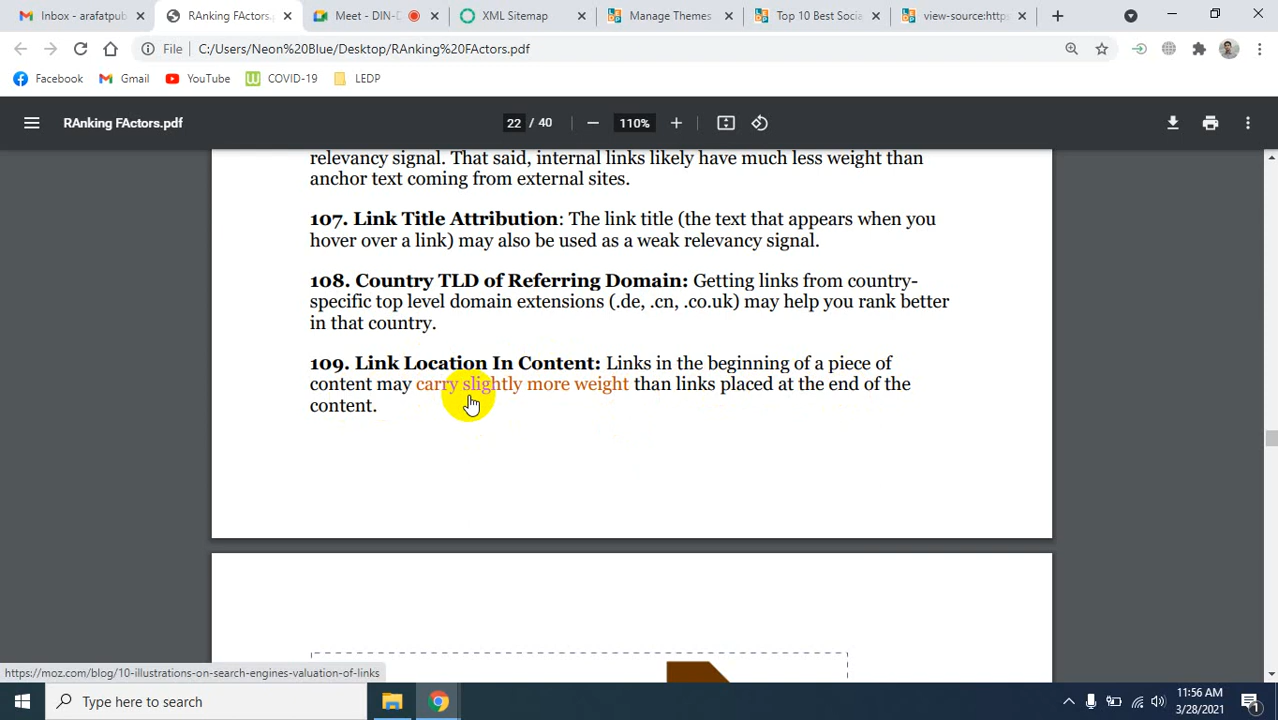 Inbox - arafatpub
RAnking FActors.
Meet - DIN-D
XML Sitemap
Manage Themes
Top 10 Best Socia
view-source:https
File
C:/Users/Neon%20Blue/Desktop/RAnking%20FActors.pdf
Facebook
Gmail
YouTube
COVID-19
LEDP
RAnking FActors.pdf
22 / 40
110%
relevancy signal. That said, internal links likely have much less weight than
anchor text coming from external sites.
107. Link Title Attribution: The link title (the text that appears when you
hover over a link) may also be used as a weak relevancy signal.
108. Country TLD of Referring Domain: Getting links from country-
specific top level domain extensions (.de, .cn, .co.uk) may help you rank better
in that country.
109. Link Location In Content: Links in the beginning of a piece of
content may carry slightly more weight than links placed at the end of the
content.
https://moz.com/blog/10-illustrations-on-search-engines-valuation-of-links
Type here to search
11:56 AM
3/28/2021
1